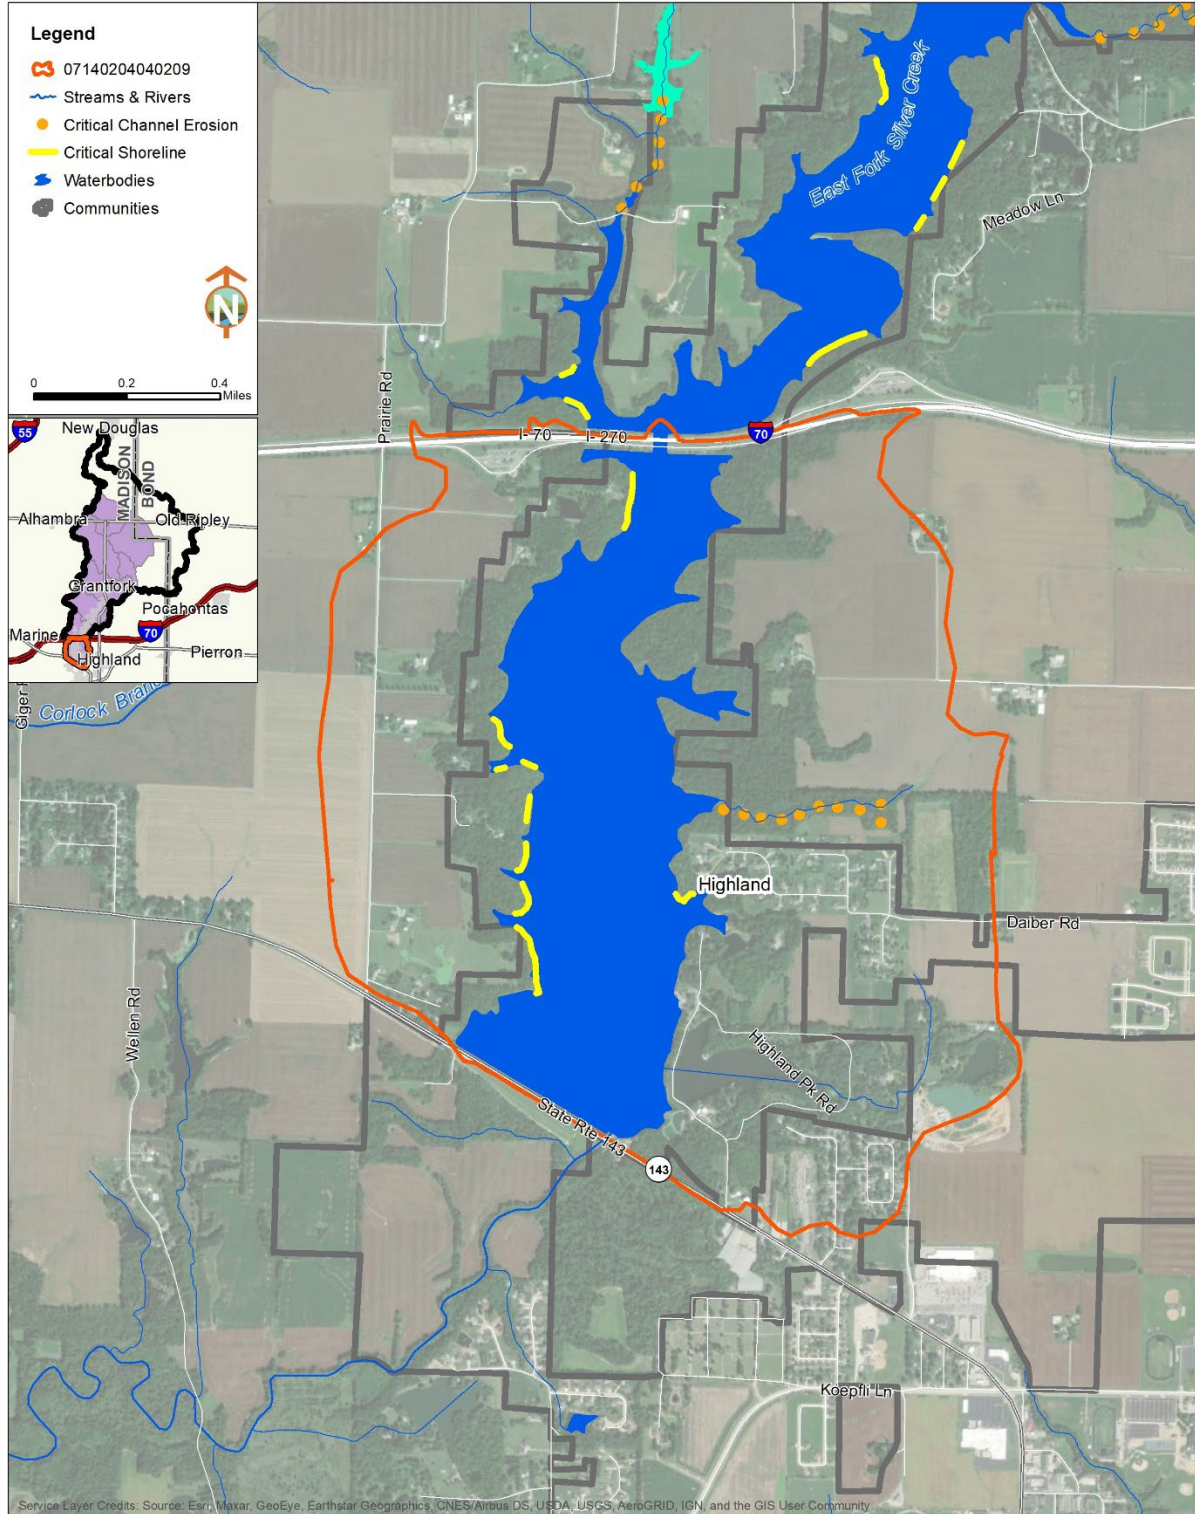 Legend
07140204040209
Streams & Rivers
Critical Channel Erosion
Critical Shoreline
Waterbodies
Communities
N
0 0.2 0.4
Miles
55
New Douglas
MADISON
BOND
Alhambra
Old Ripley
Grantfork
Pocahontas
Marine
70
Highland
Pierron
East Fork Silver Creek
Meadow Ln
Prairie Rd
I-70
I-270
70
Corlock
Highland
Daiber Rd
Wellen Rd
Highland Pk Rd
State Rte 143
143
Koepfli Ln
Service Layer Credits: Source: Esri, Maxar, GeoEye, Earthstar Geographics, CNES/Airbus DS, USDA, USGS, AeroGRID, IGN, and the GIS User Community